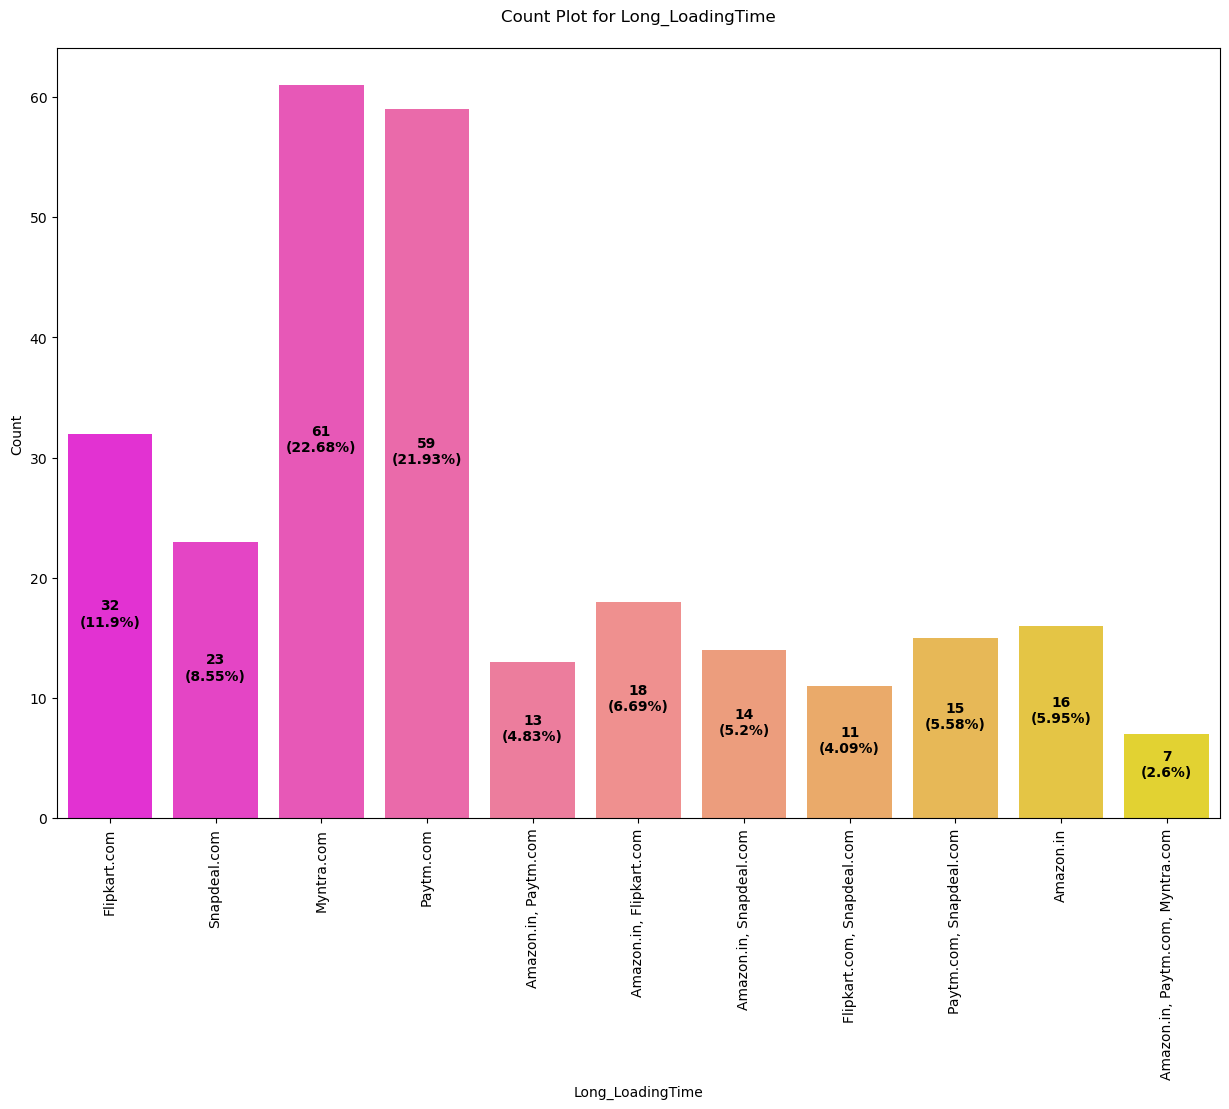 Count Plot for Long_LoadingTime
Count
60
50
40
30
20
10
0
32
(11.9%)
23
(8.55%)
61
(22.68%)
59
(21.93%)
13
(4.83%)
18
(6.69%)
14
(5.2%)
11
(4.09%)
15
(5.58%)
16
(5.95%)
7
(2.6%)
Flipkart.com
Snapdeal.com
Myntra.com
Paytm.com
Amazon.in, Paytm.com
Amazon.in, Flipkart.com
Amazon.in, Snapdeal.com
Flipkart.com, Snapdeal.com
Paytm.com, Snapdeal.com
Amazon.in
Amazon.in, Paytm.com, Myntra.com
Long_LoadingTime